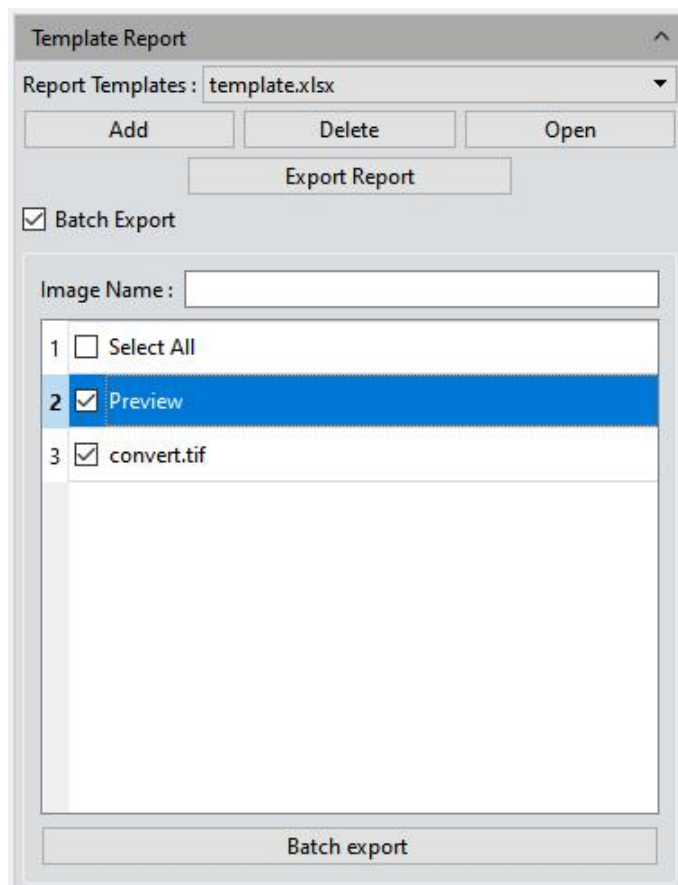 Template Report
Report Templates : template.xlsx
Add Delete Open
Export Report
Batch Export
Image Name :
1 Select All
2 Preview
3 convert.tif
Batch export